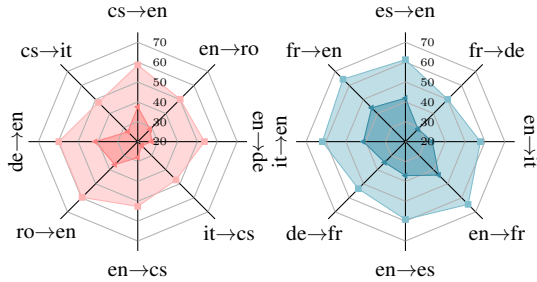 cs→en
en→ro
en→de
it→cs
en→cs
ro→en
de→en
cs→it
70
60
50
40
30
20
es→en
fr→de
en→it
en→fr
en→es
de→fr
it→en
fr→en
70
60
50
40
30
20